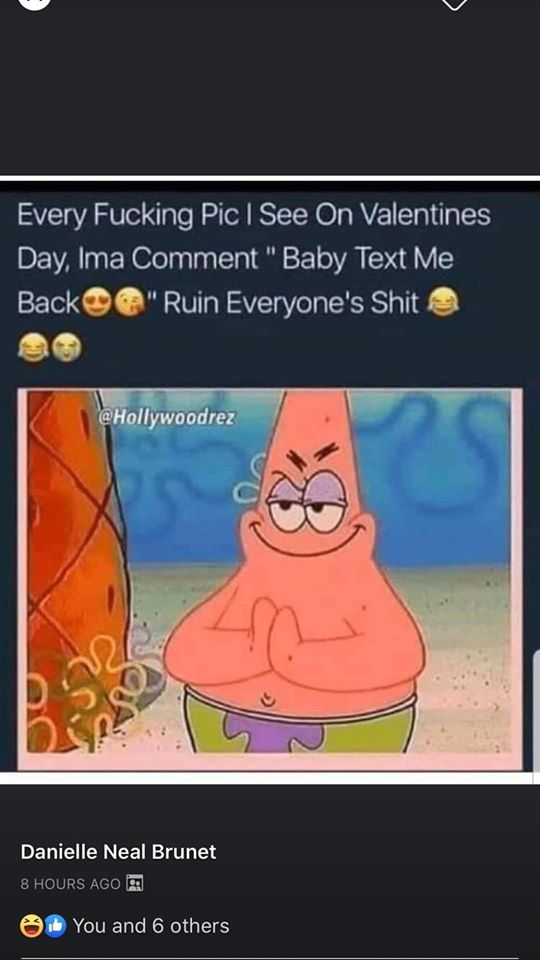 Every Fucking Pic I See On Valentines
Day, Ima Comment " Baby Text Me
Back😍😘" Ruin Everyone's Shit 😂
😂😭
@Hollywoodrez
Danielle Neal Brunet
8 HOURS AGO
You and 6 others